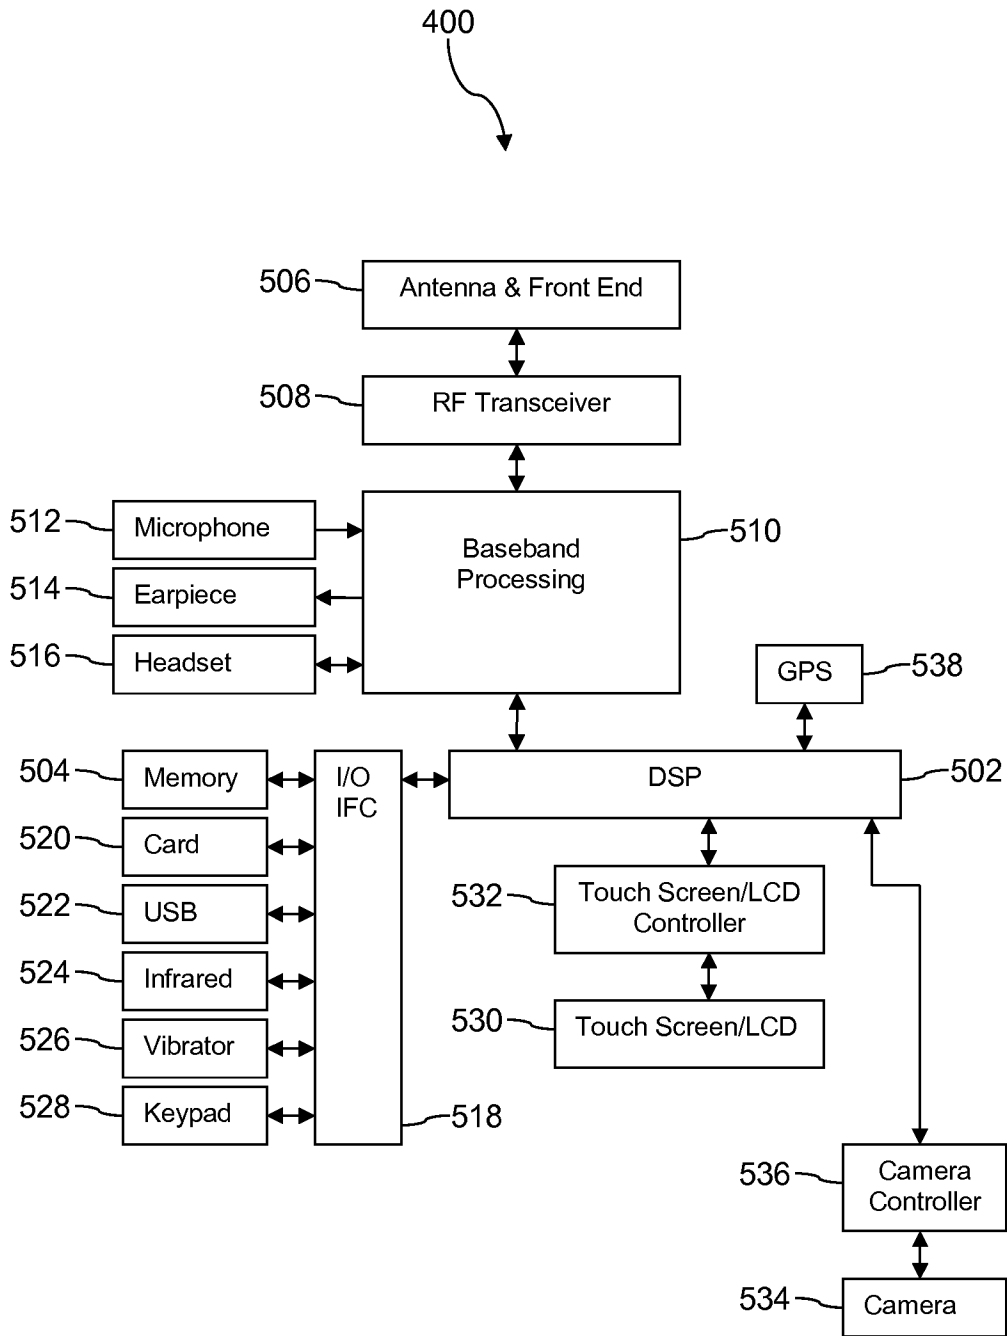 400
506
Antenna & Front End
508
RF Transceiver
512
Microphone
Baseband
Processing
510
514
Earpiece
516
Headset
GPS
538
504
Memory
I/O
IFC
DSP
502
520
Card
522
USB
532
Touch Screen/LCD
Controller
524
Infrared
530
Touch Screen/LCD
526
Vibrator
528
Keypad
518
536
Camera
Controller
534
Camera